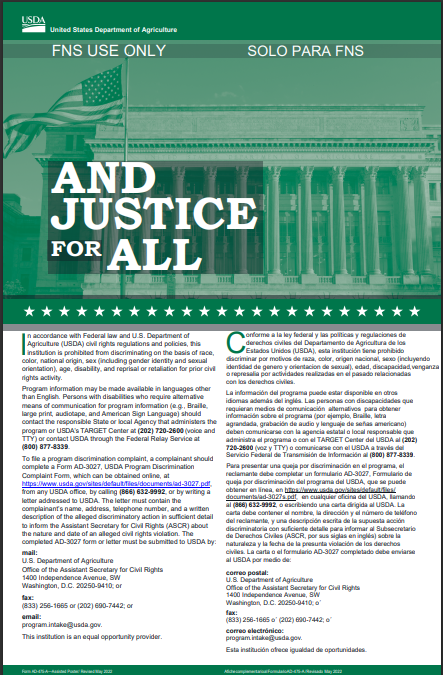 USDA
United States Department of Agriculture
FNS USE ONLY
SOLO PARA FNS
AND
JUSTICE
FOR ALL
In accordance with Federal law and U.S. Department of
Agriculture (USDA) civil rights regulations and policies, this
institution is prohibited from discriminating on the basis of race,
color, national origin, sex (including gender identity and sexual
orientation), age, disability, and reprisal or retaliation for prior civil
rights activity.
Program information may be made available in languages other
than English. Persons with disabilities who require alternative
means of communication for program information (e.g., Braille,
large print, audiotape, and American Sign Language) should
contact the responsible State or local Agency that administers the
program or USDA's TARGET Center at (202) 720-2600 (voice and
TTY) or contact USDA through the Federal Relay Service at
(800) 877-8339.
To file a program discrimination complaint, a complainant should
complete a Form AD-3027, USDA Program Discrimination
Complaint Form, which can be obtained online, at
https://www.usda.gov/sites/default/files/documents/ad-3027.pdf,
from any USDA office, by calling (866) 632-9992, or by writing a
letter addressed to USDA. The letter must contain the
complainant's name, address, telephone number, and a written
description of the alleged discriminatory action in sufficient detail
to inform the Assistant Secretary for Civil Rights (ASCR) about
the nature and date of an alleged civil rights violation. The
completed AD-3027 form or letter must be submitted to USDA by:
mail:
U.S. Department of Agriculture
Office of the Assistant Secretary for Civil Rights
1400 Independence Avenue, SW
Washington, D.C. 20250-9410; or
fax:
(833) 256-1665 or (202) 690-7442; or
email:
program.intake@usda.gov.
This institution is an equal opportunity provider.
Conforme a la ley federal y las políticas y regulaciones de
derechos civiles del Departamento de Agricultura de los
Estados Unidos (USDA), esta institución tiene prohibido
discriminar por motivos de raza, color, origen nacional, sexo (incluyendo
identidad de genero y orientacion de sexual), edad, discapacidad,venganza
o represalia por actividades realizadas en el pasado relacionadas
con los derechos civiles.
La información del programa puede estar disponible en otros
idiomas además del inglés. Las personas con discapacidades que
requieran medios de comunicación alternativos para obtener
información sobre el programa (por ejemplo, Braille, letra
agrandada, grabación de audio y lenguaje de señas americano)
deben comunicarse con la agencia estatal o local responsable que
administra el programa o con el TARGET Center del USDA al (202)
720-2600 (voz y TTY) o comunicarse con el USDA a través del
Servicio Federal de Transmisión de Información al (800) 877-8339.
Para presentar una queja por discriminación en el programa, el
reclamante debe completar un formulario AD-3027, Formulario de
queja por discriminación del programa del USDA, que se puede
obtener en línea, en https://www.usda.gov/sites/default/files/
documents/ad-3027s.pdf, en cualquier oficina del USDA, llamando
al (866) 632-9992, o escribiendo una carta dirigida al USDA. La
carta debe contener el nombre, la dirección y el número de teléfono
del reclamante, y una descripción escrita de la supuesta acción
discriminatoria con suficiente detalle para informar al Subsecretario
de Derechos Civiles (ASCR, por sus siglas en inglés) sobre la
naturaleza y la fecha de la presunta violación de los derechos
civiles. La carta o el formulario AD-3027 completado debe enviarse
al USDA por medio de:
correo postal:
U.S. Department of Agriculture
Office of the Assistant Secretary for Civil Rights
1400 Independence Avenue, SW
Washington, D.C. 20250-9410; o`
fax:
(833) 256-1665 o` (202) 690-7442; o`
correo electrónico:
program.intake@usda.gov.
Esta institución ofrece igualdad de oportunidades.
Form AD-475-A—Assisted Poster/ Revised May 2022
Afiche complementario/Formulario AD-475-A / Revisado May 2022